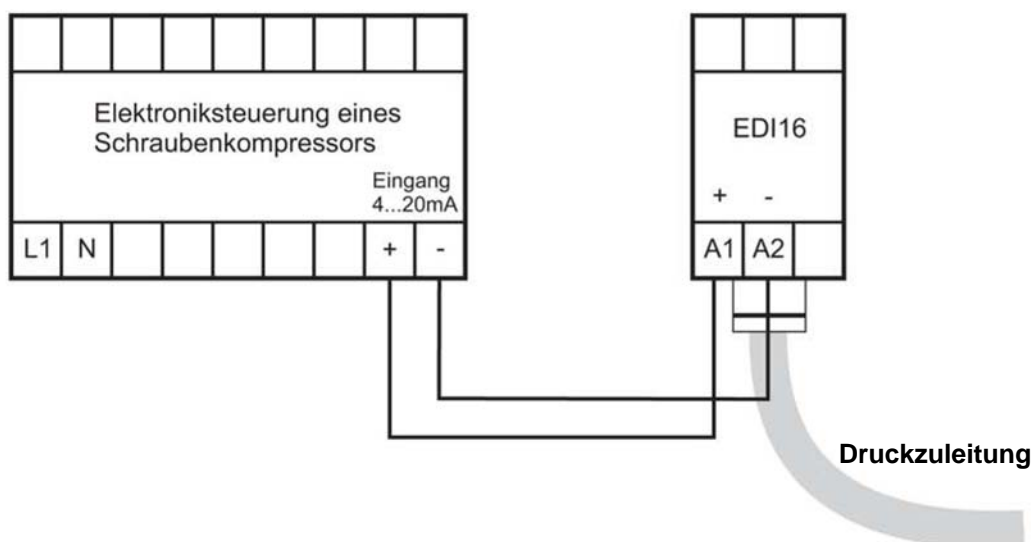 Elektroniksteuerung eines
Schraubenkompressors
Eingang
4...20mA
L1 N + -
EDI16
+ -
A1 A2
Druckzuleitung